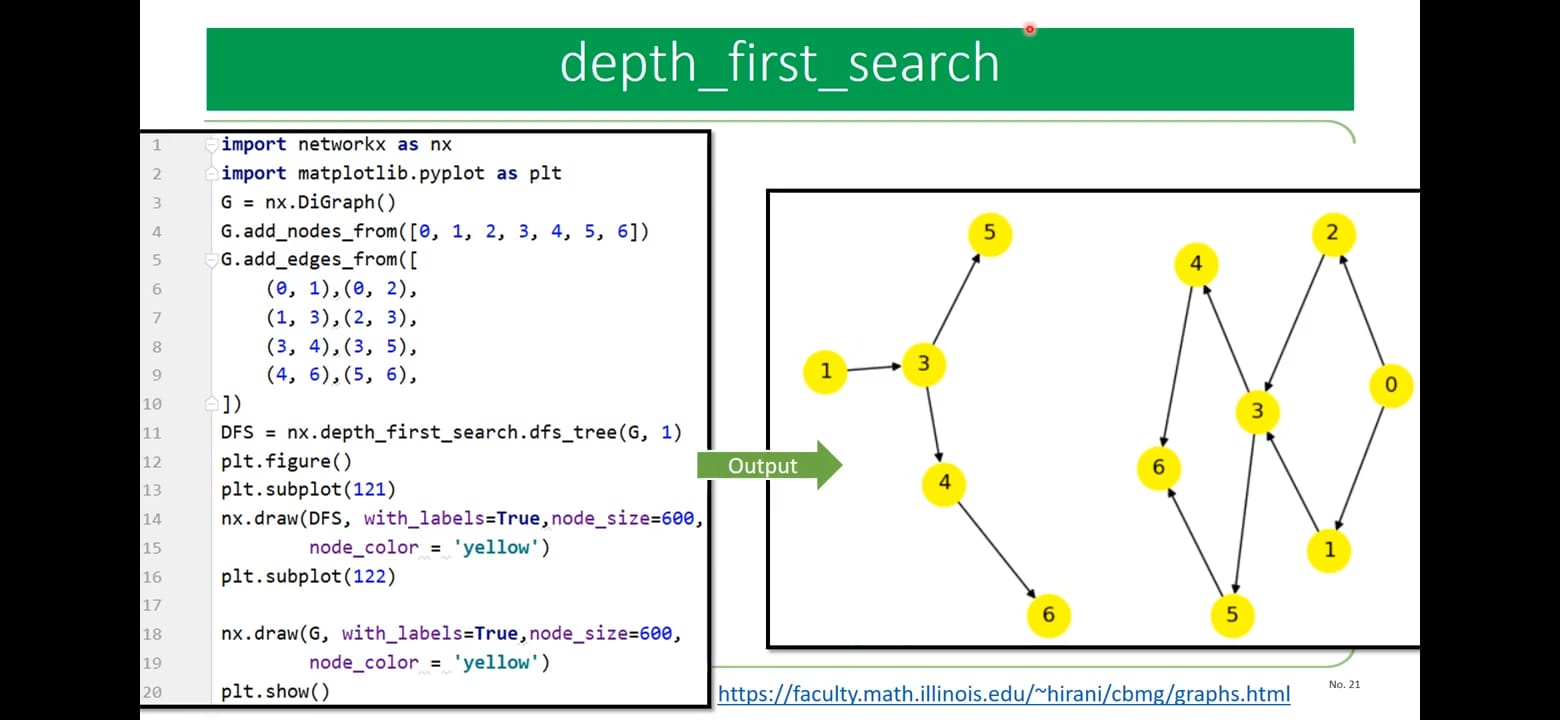 depth_first_search
1 import networkx as nx
2 import matplotlib.pyplot as plt
3 G = nx.DiGraph()
4 G.add_nodes_from([0, 1, 2, 3, 4, 5, 6])
5 G.add_edges_from([
6 (0, 1),(0, 2),
7 (1, 3),(2, 3),
8 (3, 4),(3, 5),
9 (4, 6),(5, 6),
10 ])
11 DFS = nx.depth_first_search.dfs_tree(G, 1)
12 plt.figure()
13 plt.subplot(121)
14 nx.draw(DFS, with_labels=True,node_size=600,
15 node_color = 'yellow')
16 plt.subplot(122)
17
18 nx.draw(G, with_labels=True,node_size=600,
19 node_color = 'yellow')
20 plt.show()
Output
5
1
3
4
6
2
4
0
3
6
1
5
https://faculty.math.illinois.edu/~hirani/cbmg/graphs.html
No. 21